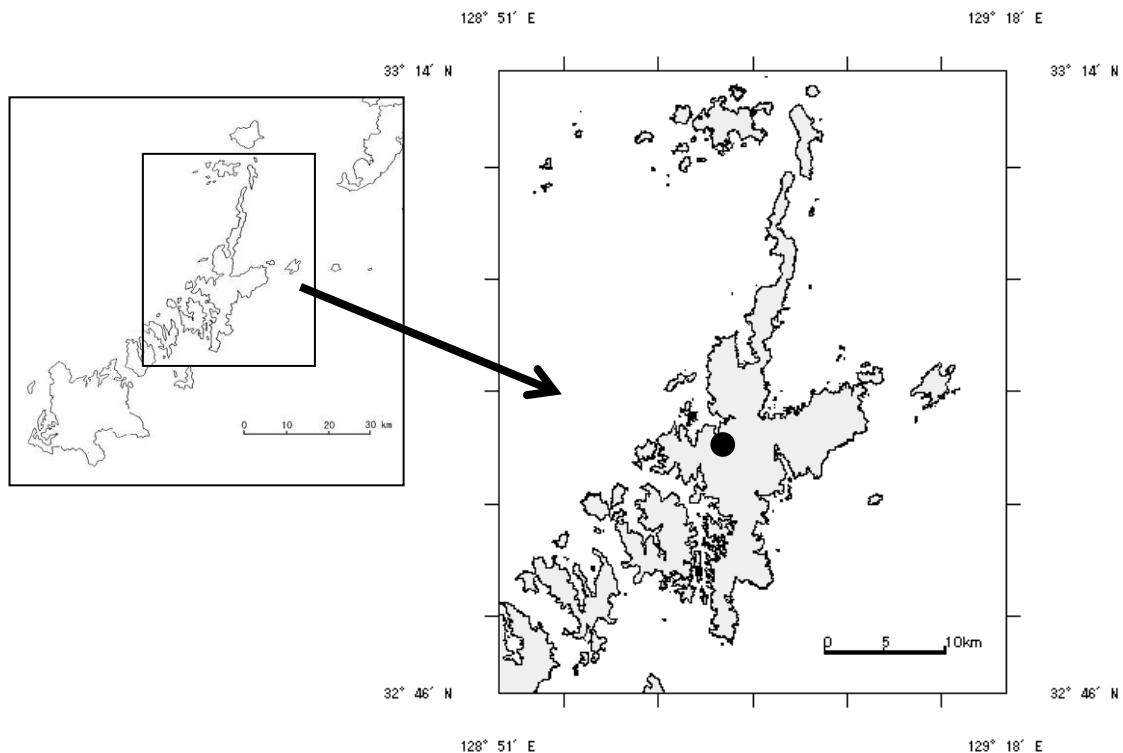 128° 51′ E 129° 18′ E
33° 14′ N 33° 14′ N
0 10 20 30 km
0 5 10km
32° 46′ N 32° 46′ N
128° 51′ E 129° 18′ E